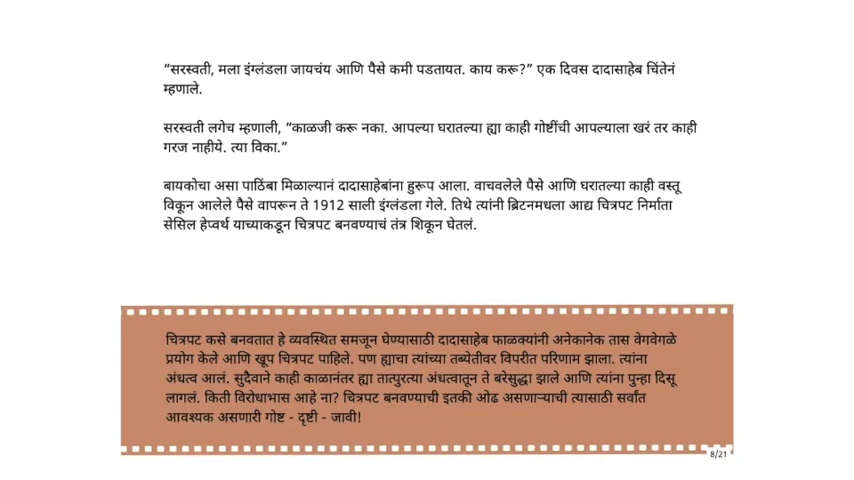 “सरस्वती, मला इंग्लंडला जायचंय आणि पैसे कमी पडतायत. काय करू?” एक दिवस दादासाहेब चिंतेनं
म्हणाले.
सरस्वती लगेच म्हणाली, “काळजी करू नका. आपल्या घरातल्या ह्या काही गोष्टींची आपल्याला खरं तर काही
गरज नाहीये. त्या विका.”
बायकोचा असा पाठिंबा मिळाल्यानं दादासाहेबांना हुरूप आला. वाचवलेले पैसे आणि घरातल्या काही वस्तू
विकून आलेले पैसे वापरून ते 1912 साली इंग्लंडला गेले. तिथे त्यांनी ब्रिटनमधला आद्य चित्रपट निर्माता
सेसिल हेप्वर्थ याच्याकडून चित्रपट बनवण्याचं तंत्र शिकून घेतलं.
चित्रपट कसे बनवतात हे व्यवस्थित समजून घेण्यासाठी दादासाहेब फाळक्यांनी अनेकानेक तास वेगवेगळे
प्रयोग केले आणि खूप चित्रपट पाहिले. पण ह्याचा त्यांच्या तब्येतीवर विपरीत परिणाम झाला. त्यांना
अंधत्व आलं. सुदैवाने काही काळानंतर ह्या तात्पुरत्या अंधत्वातून ते बरेसुद्धा झाले आणि त्यांना पुन्हा दिसू
लागलं. किती विरोधाभास आहे ना? चित्रपट बनवण्याची इतकी ओढ असणाऱ्याची त्यासाठी सर्वांत
आवश्यक असणारी गोष्ट - दृष्टी - जावी!
8/21